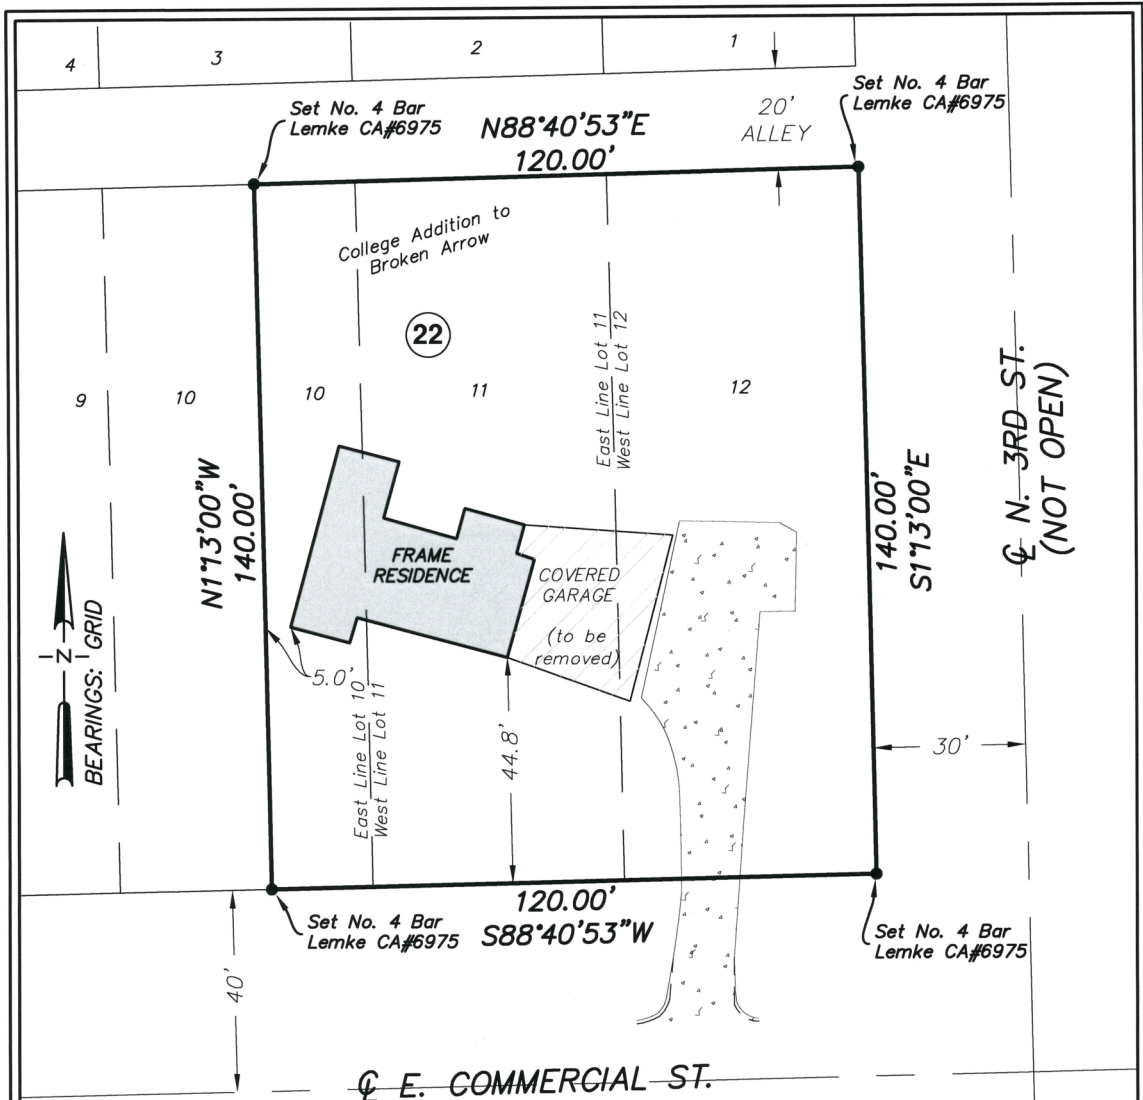 4
3
2
1
Set No. 4 Bar
Lemke CA#6975
N88°40'53"E
120.00'
20'
ALLEY
Set No. 4 Bar
Lemke CA#6975
College Addition to
Broken Arrow
22
East Line Lot 11
West Line Lot 12
9
10
10
11
12
N1°13'00"W
140.00'
140.00'
S1°13'00"E
℄ N. 3RD ST.
(NOT OPEN)
FRAME
RESIDENCE
COVERED
GARAGE
(to be
removed)
N
BEARINGS: GRID
5.0'
East Line Lot 10
West Line Lot 11
44.8'
30'
120.00'
S88°40'53"W
Set No. 4 Bar
Lemke CA#6975
Set No. 4 Bar
Lemke CA#6975
40'
℄ E. COMMERCIAL ST.